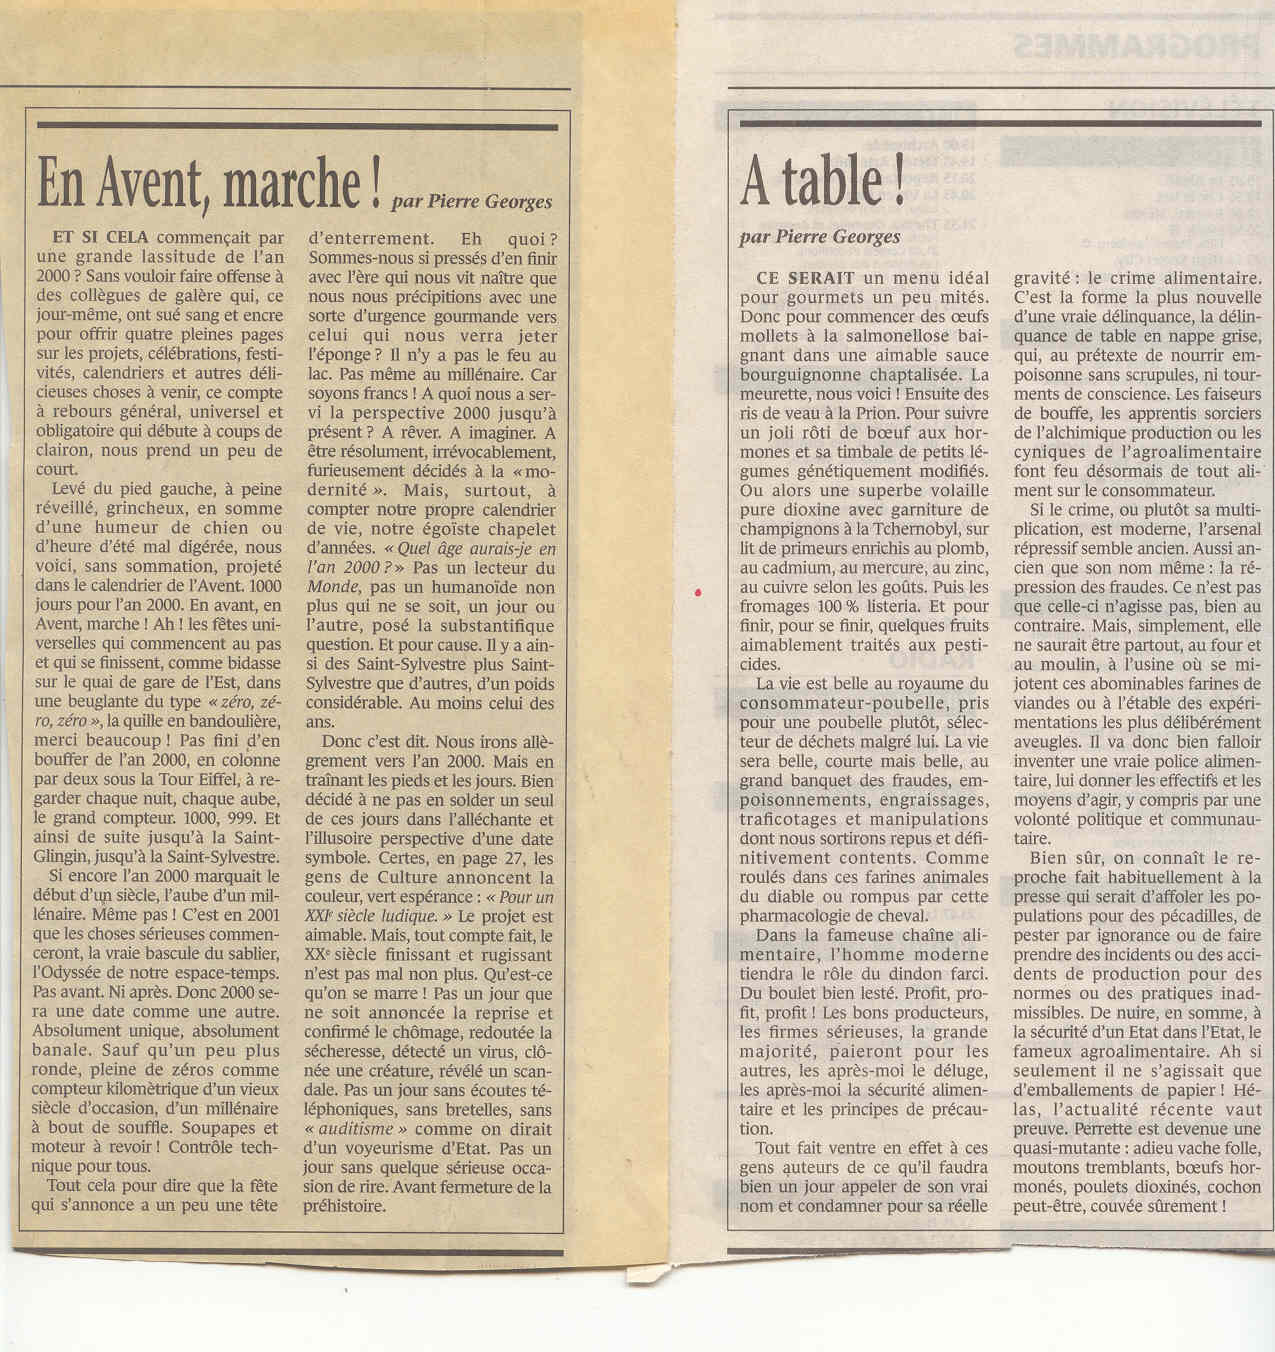 En Avent, marche ! par Pierre Georges
ET SI CELA commençait par
une grande lassitude de l'an
2000 ? Sans vouloir faire offense à
des collègues de galère qui, ce
jour-même, ont sué sang et encre
pour offrir quatre pleines pages
sur les projets, célébrations, festi-
vités, calendriers et autres déli-
cieuses choses à venir, ce compte
à rebours général, universel et
obligatoire qui débute à coups de
clairon, nous prend un peu de
court.
Levé du pied gauche, à peine
réveillé, grincheux, en somme
d'une humeur de chien ou
d'heure d'été mal digérée, nous
voici, sans sommation, projeté
dans le calendrier de l'Avent. 1000
jours pour l'an 2000. En avant, en
Avent, marche ! Ah ! les fêtes uni-
verselles qui commencent au pas
et qui se finissent, comme bidasse
sur le quai de gare de l'Est, dans
une beuglante du type « zéro, zé-
ro, zéro », la quille en bandoulière,
merci beaucoup ! Pas fini d'en
bouffer de l'an 2000, en colonne
par deux sous la Tour Eiffel, à re-
garder chaque nuit, chaque aube,
le grand compteur. 1000, 999. Et
ainsi de suite jusqu'à la Saint-
Glinglin, jusqu'à la Saint-Sylvestre.
Si encore l'an 2000 marquait le
début d'un siècle, l'aube d'un mil-
lénaire. Même pas ! C'est en 2001
que les choses sérieuses commen-
ceront, la vraie bascule du sablier,
l'Odyssée de notre espace-temps.
Pas avant. Ni après. Donc 2000 se-
ra une date comme une autre.
Absolument unique, absolument
banale. Sauf qu'un peu plus
ronde, pleine de zéros comme
compteur kilomètrique d'un vieux
siècle d'occasion, d'un millénaire
à bout de souffle. Soupapes et
moteur à revoir ! Contrôle tech-
nique pour tous.
Tout cela pour dire que la fête
qui s'annonce a un peu une tête
d'enterrement. Eh quoi ?
Sommes-nous si pressés d'en finir
avec l'ère qui nous vit naître que
nous nous précipitions avec une
sorte d'urgence gourmande vers
celui qui nous verra jeter
l'éponge ? Il n'y a pas le feu au
lac. Pas même au millénaire. Car
soyons francs ! A quoi nous a ser-
vi la perspective 2000 jusqu'à
présent ? A rêver. A imaginer. A
être résolument, irrévocablement,
furieusement décidés à la « mo-
dernité ». Mais, surtout, à
compter notre propre calendrier
de vie, notre égoïste chapelet
d'années. « Quel âge aurais-je en
l'an 2000 ? » Pas un lecteur du
Monde, pas un humanoïde non
plus qui ne se soit, un jour ou
l'autre, posé la substantifique
question. Et pour cause. Il y a ain-
si des Saint-Sylvestre plus Saint-
Sylvestre que d'autres, d'un poids
considérable. Au moins celui des
ans.
Donc c'est dit. Nous irons allè-
grement vers l'an 2000. Mais en
traînant les pieds et les jours. Bien
décidé à ne pas en solder un seul
de ces jours dans l'alléchante et
l'illusoire perspective d'une date
symbole. Certes, en page 27, les
gens de Culture annoncent la
couleur, vert espérance : « Pour un
XXIe siècle ludique. » Le projet est
aimable. Mais, tout compte fait, le
XXe siècle finissant et rugissant
n'est pas mal non plus. Qu'est-ce
qu'on se marre ! Pas un jour que
ne soit annoncée la reprise et
confirmé le chômage, redoutée la
sécheresse, détecté un virus, clô-
née une créature, révélé un scan-
dale. Pas un jour sans écoutes té-
léphoniques, sans bretelles, sans
« auditisme » comme on dirait
d'un voyeurisme d'Etat. Pas un
jour sans quelque sérieuse occa-
sion de rire. Avant fermeture de la
préhistoire.
A table !
par Pierre Georges
CE SERAIT un menu idéal
pour gourmets un peu mités.
Donc pour commencer des œufs
mollets à la salmonellose bai-
gnant dans une aimable sauce
bourguignonne chaptalisée. La
meurette, nous voici ! Ensuite des
ris de veau à la Prion. Pour suivre
un joli rôti de bœuf aux hor-
mones et sa timbale de petits lé-
gumes génétiquement modifiés.
Ou alors une superbe volaille
pure dioxine avec garniture de
champignons à la Tchernobyl, sur
lit de primeurs enrichis au plomb,
au cadmium, au mercure, au zinc,
au cuivre selon les goûts. Puis les
fromages 100 % listeria. Et pour
finir, pour se finir, quelques fruits
aimablement traités aux pesti-
cides.
La vie est belle au royaume du
consommateur-poubelle, pris
pour une poubelle plutôt, sélec-
teur de déchets malgré lui. La vie
sera belle, courte mais belle, au
grand banquet des fraudes, em-
poisonnements, engraissages,
traficotages et manipulations
dont nous sortirons repus et défi-
nitivement contents. Comme
roulés dans ces farines animales
du diable ou rompus par cette
pharmacologie de cheval.
Dans la fameuse chaîne ali-
mentaire, l'homme moderne
tiendra le rôle du dindon farci.
Du boulet bien lesté. Profit, pro-
fit, profit ! Les bons producteurs,
les firmes sérieuses, la grande
majorité, paieront pour les
autres, les après-moi le déluge,
les après-moi la sécurité alimen-
taire et les principes de précau-
tion.
Tout fait ventre en effet à ces
gens auteurs de ce qu'il faudra
bien un jour appeler de son vrai
nom et condamner pour sa réelle
gravité : le crime alimentaire.
C'est la forme la plus nouvelle
d'une vraie délinquance, la délin-
quance de table en nappe grise,
qui, au prétexte de nourrir em-
poisonne sans scrupules, ni tour-
ments de conscience. Les faiseurs
de bouffe, les apprentis sorciers
de l'alchimique production ou les
cyniques de l'agroalimentaire
font feu désormais de tout ali-
ment sur le consommateur.
Si le crime, ou plutôt sa multi-
plication, est moderne, l'arsenal
répressif semble ancien. Aussi an-
cien que son nom même : la ré-
pression des fraudes. Ce n'est pas
que celle-ci n'agisse pas, bien au
contraire. Mais, simplement, elle
ne saurait être partout, au four et
au moulin, à l'usine où se mi-
jotent ces abominables farines de
viandes ou à l'étable des expéri-
mentations les plus délibérément
aveugles. Il va donc bien falloir
inventer une vraie police alimen-
taire, lui donner les effectifs et les
moyens d'agir, y compris par une
volonté politique et communau-
taire.
Bien sûr, on connaît le re-
proche fait habituellement à la
presse qui serait d'affoler les po-
pulations pour des pécadilles, de
pester par ignorance ou de faire
prendre des incidents ou des acci-
dents de production pour des
normes ou des pratiques inad-
missibles. De nuire, en somme, à
la sécurité d'un Etat dans l'Etat, le
fameux agroalimentaire. Ah si
seulement il ne s'agissait que
d'emballements de papier ! Hé-
las, l'actualité récente vaut
preuve. Perrette est devenue une
quasi-mutante : adieu vache folle,
moutons tremblants, bœufs hor-
monés, poulets dioxinés, cochon
peut-être, couvée sûrement !